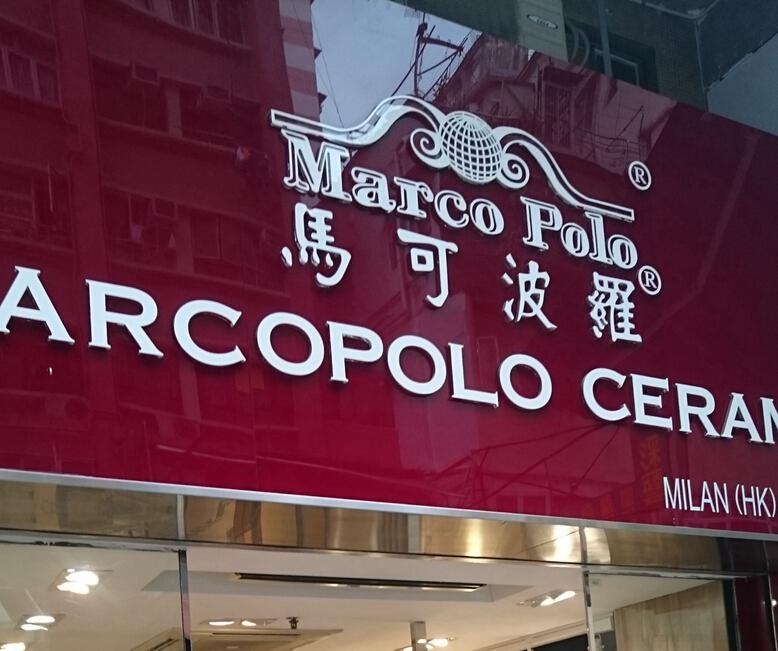 Marco Polo ®
馬可波羅 ®
ARCOPOLO CERAM
MILAN (HK)